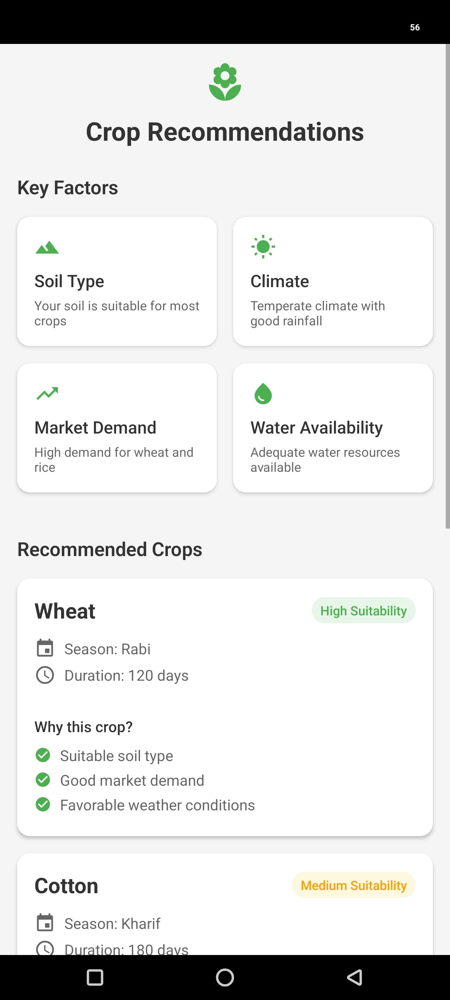 56
Crop Recommendations
Key Factors
Soil Type
Your soil is suitable for most
crops
Climate
Temperate climate with
good rainfall
Market Demand
High demand for wheat and
rice
Water Availability
Adequate water resources
available
Recommended Crops
Wheat
High Suitability
Season: Rabi
Duration: 120 days
Why this crop?
Suitable soil type
Good market demand
Favorable weather conditions
Cotton
Medium Suitability
Season: Kharif
Duration: 180 days